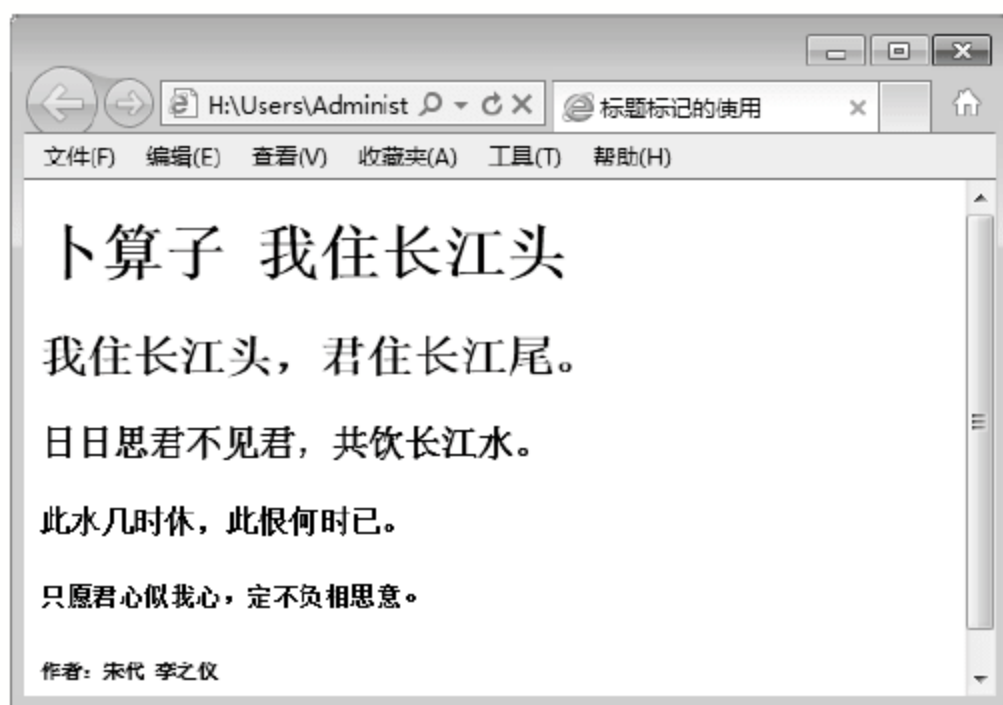 H:\Users\Administ
标题标记的使用
文件(F) 编辑(E) 查看(V) 收藏夹(A) 工具(T) 帮助(H)
卜算子 我住长江头
我住长江头，君住长江尾。
日日思君不见君，共饮长江水。
此水几时休，此恨何时已。
只愿君心似我心，定不负相思意。
作者：宋代 李之仪